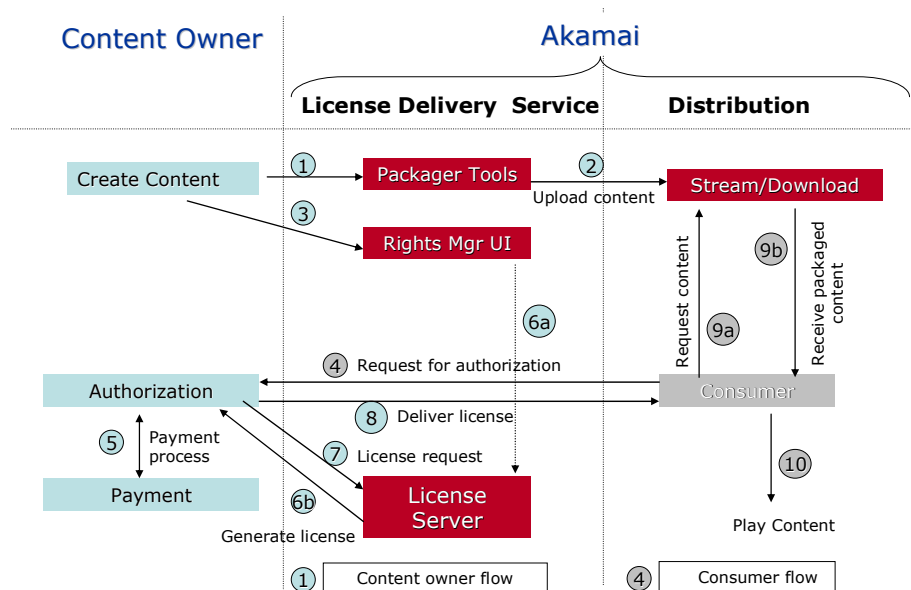 Content Owner
Akamai
License Delivery Service
Distribution
Create Content
1
Packager Tools
2
Upload content
Stream/Download
3
Rights Mgr UI
6a
Request content
9a
9b
Receive packaged
content
4
Request for authorization
Authorization
8
Deliver license
Consumer
5
Payment
process
7
License request
10
Payment
6b
License
Server
Generate license
Play Content
1
Content owner flow
4
Consumer flow